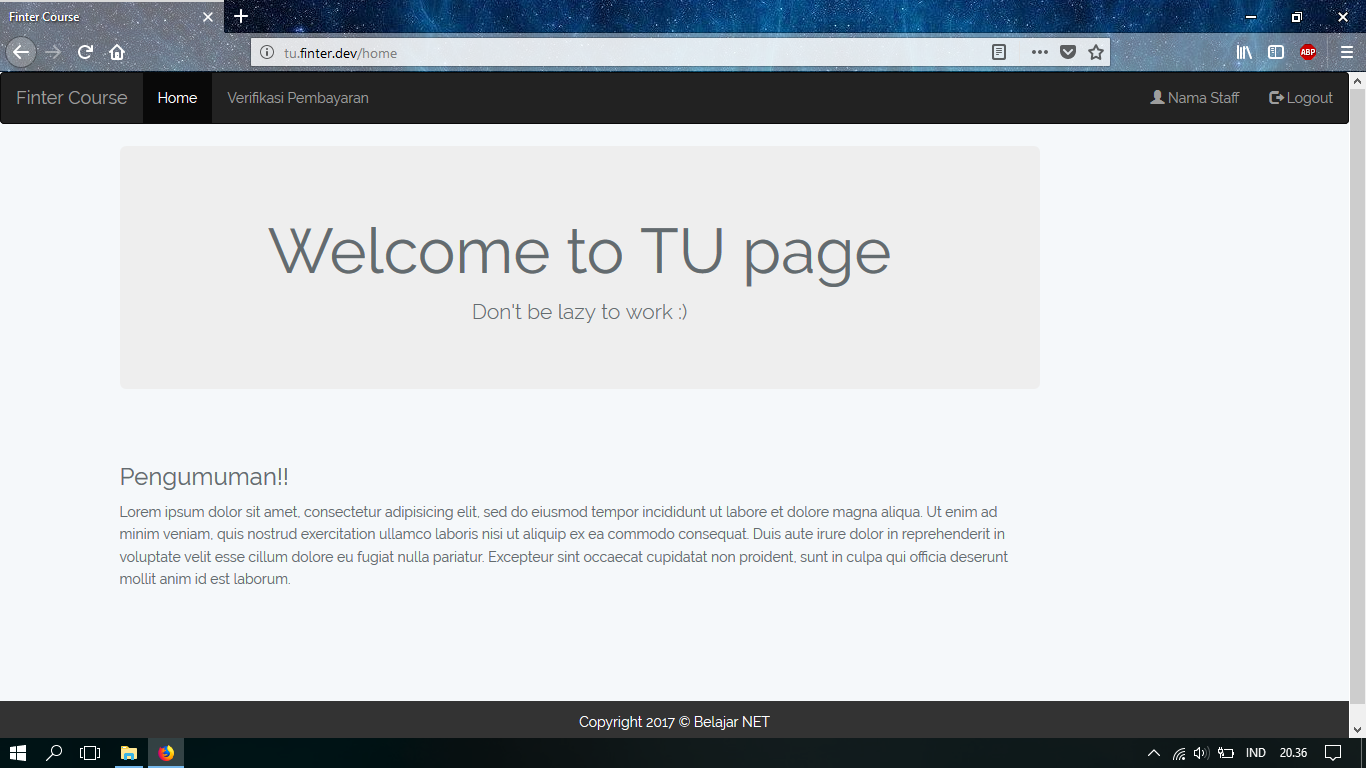 Finter Course
tu.finter.dev/home
ABP
Finter Course Home Verifikasi Pembayaran Nama Staff Logout
Welcome to TU page
Don't be lazy to work :)
Pengumuman!!
Lorem ipsum dolor sit amet, consectetur adipisicing elit, sed do eiusmod tempor incididunt ut labore et dolore magna aliqua. Ut enim ad
minim veniam, quis nostrud exercitation ullamco laboris nisi ut aliquip ex ea commodo consequat. Duis aute irure dolor in reprehenderit in
voluptate velit esse cillum dolore eu fugiat nulla pariatur. Excepteur sint occaecat cupidatat non proident, sunt in culpa qui officia deserunt
mollit anim id est laborum.
Copyright 2017 © Belajar NET
IND 20.36